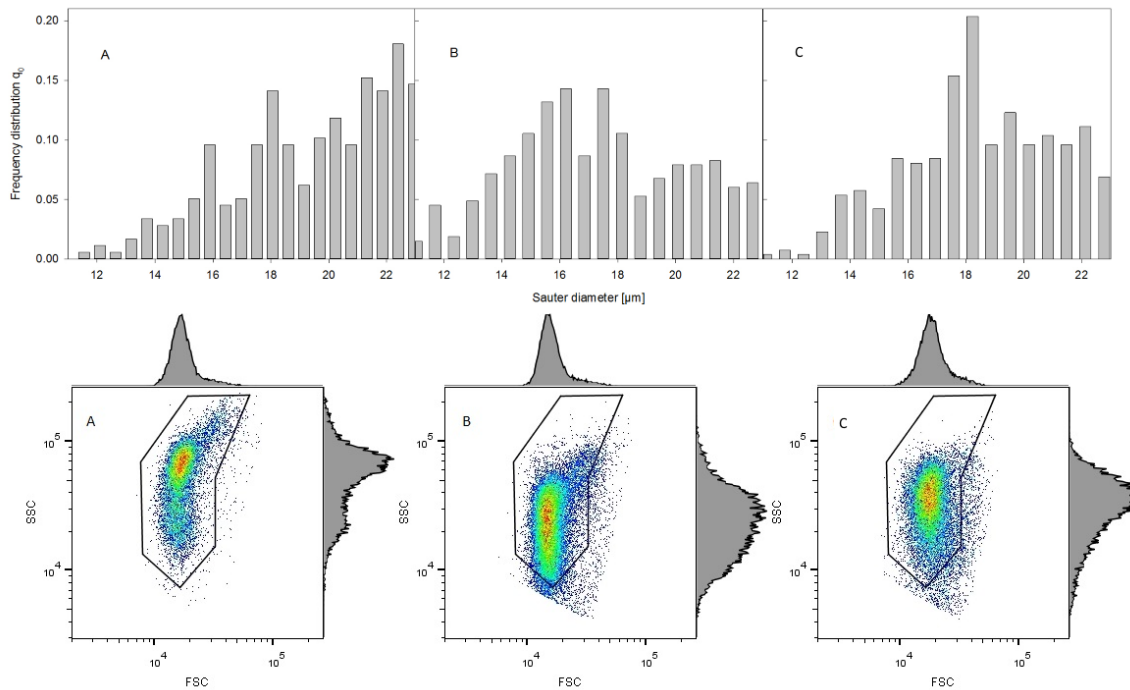 Frequency distribution q0
0.20
0.15
0.10
0.05
0.00
A
B
C
12 14 16 18 20 22
12 14 16 18 20 22
12 14 16 18 20 22
Sauter diameter [µm]
A
B
C
SSC
10^5
10^4
SSC
10^5
10^4
SSC
10^5
10^4
10^4 10^5
10^4 10^5
10^4 10^5
FSC
FSC
FSC